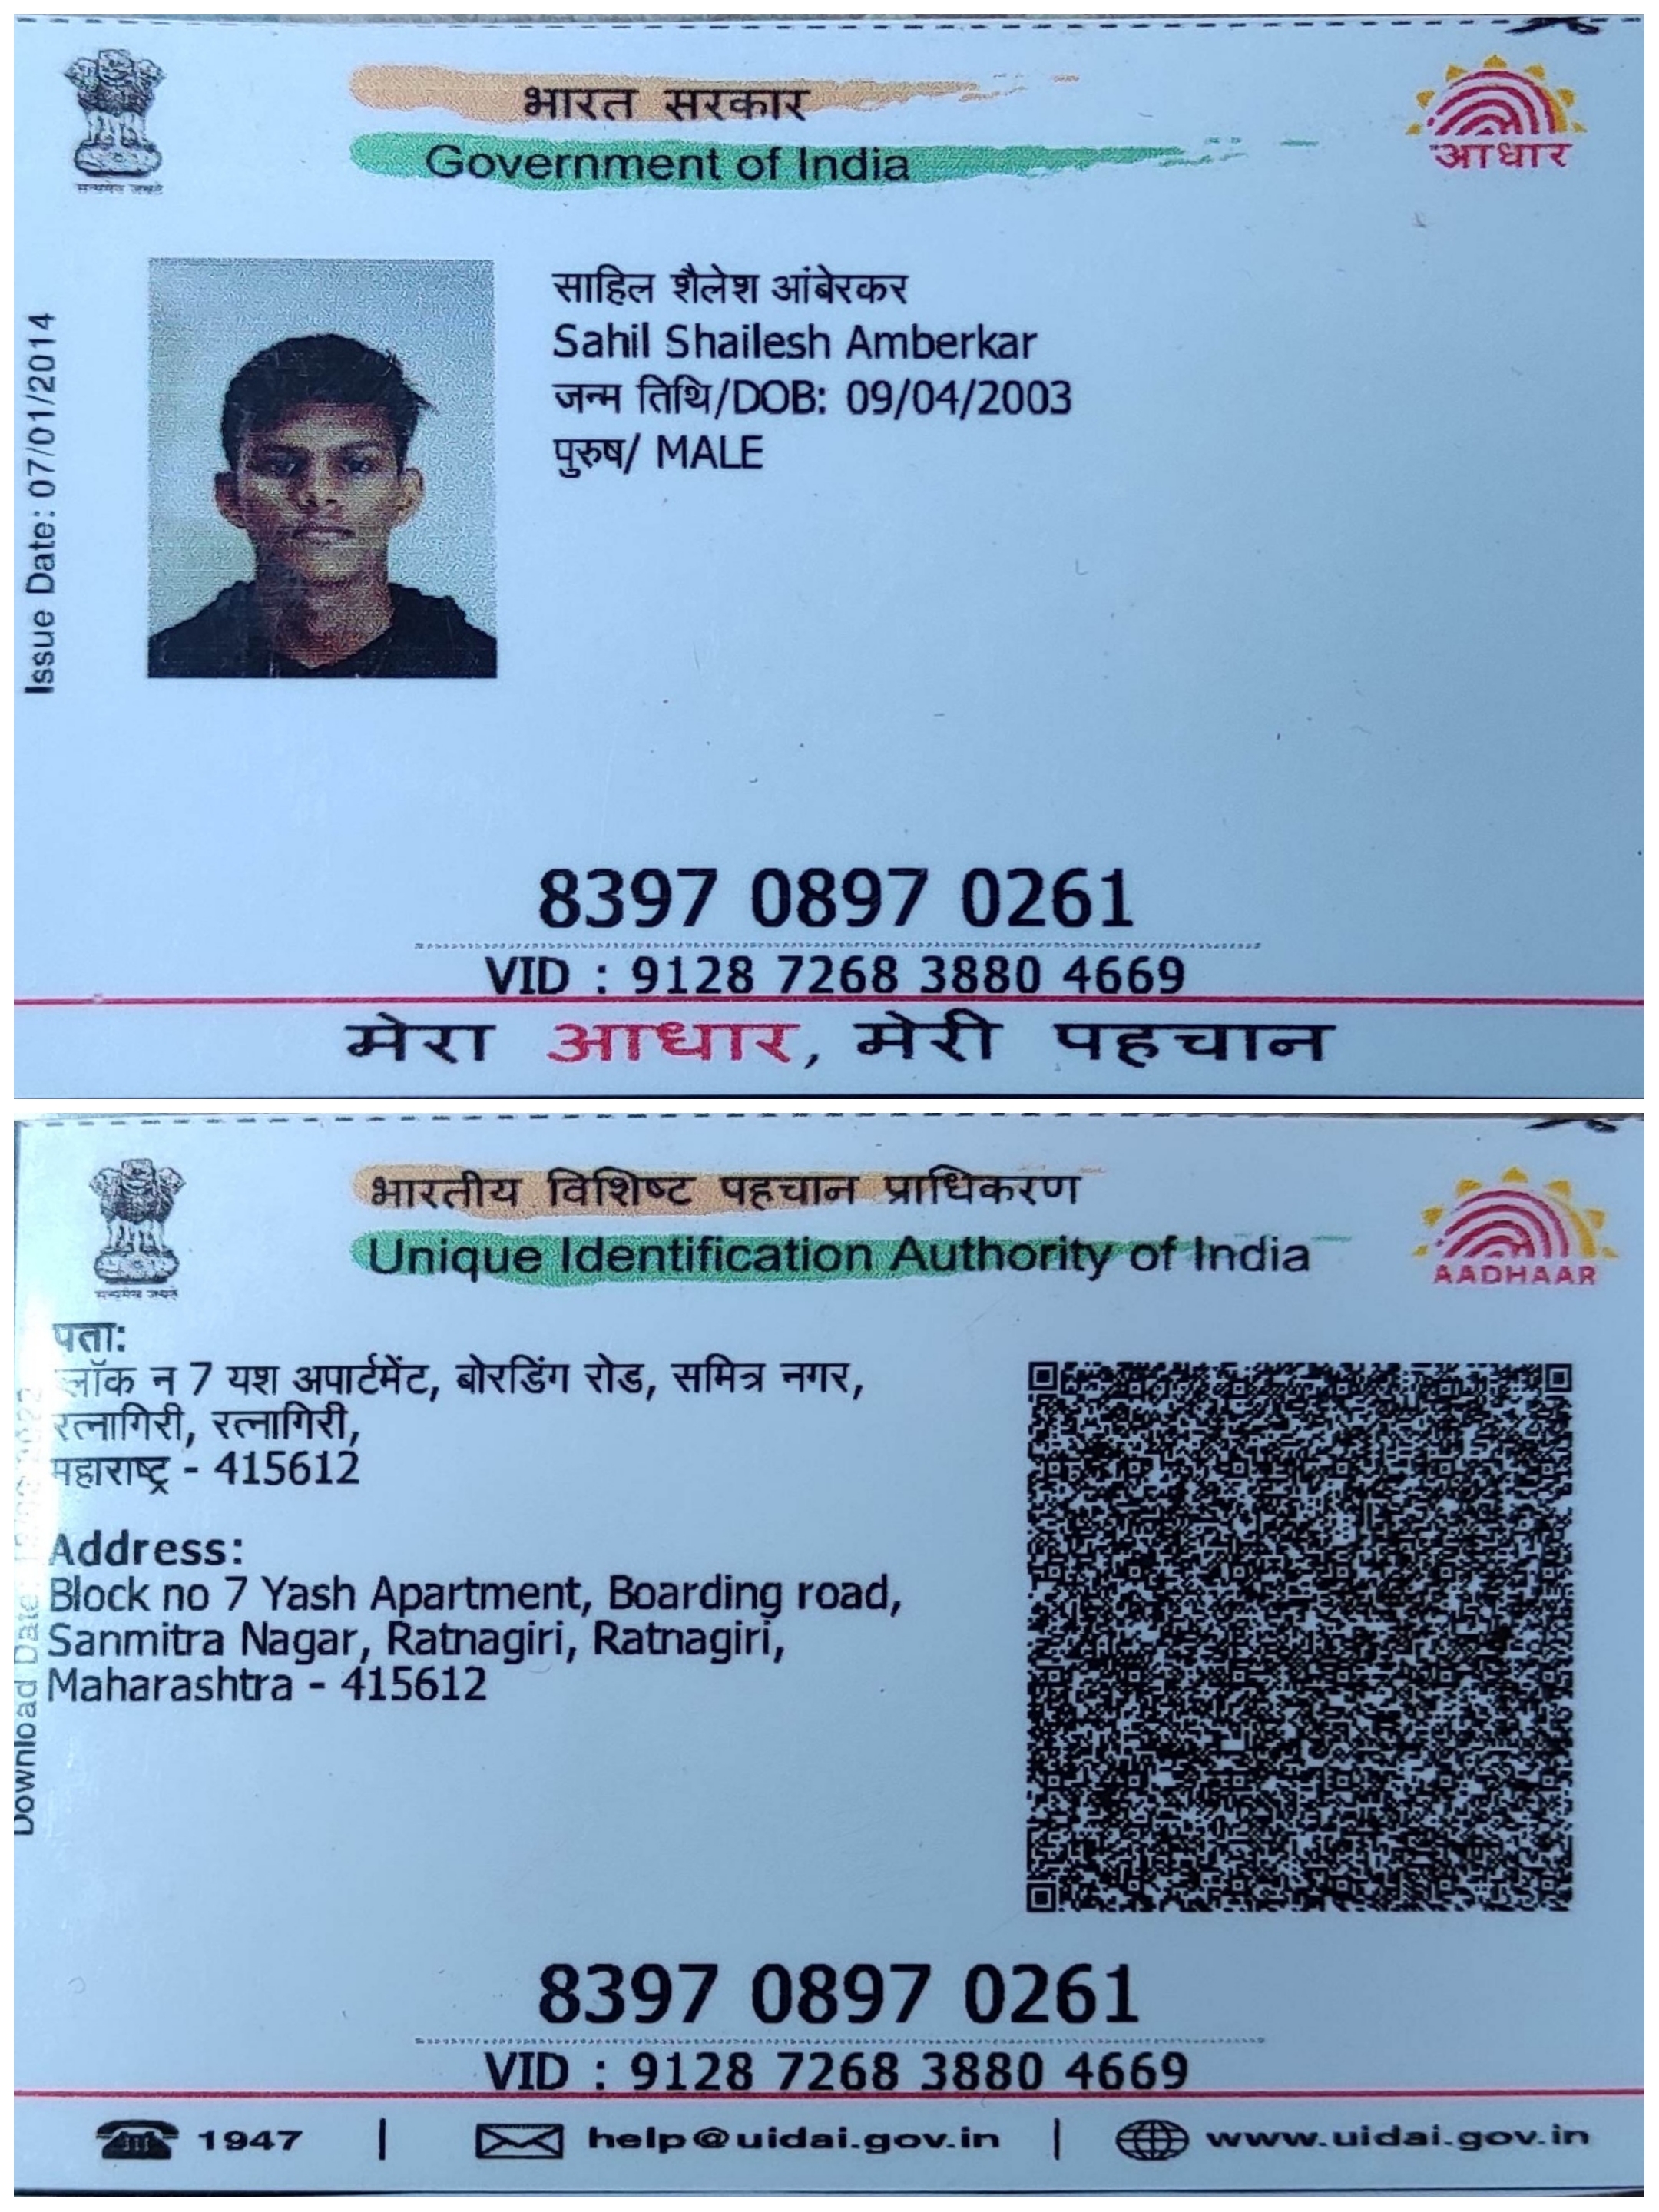 भारत सरकार
Government of India
आधार
सत्यमेव जयते
Issue Date: 07/01/2014
साहिल शैलेश आंबेरकर
Sahil Shailesh Amberkar
जन्म तिथि/DOB: 09/04/2003
पुरुष/ MALE
8397 0897 0261
VID : 9128 7268 3880 4669
मेरा आधार, मेरी पहचान
भारतीय विशिष्ट पहचान प्राधिकरण
Unique Identification Authority of India
AADHAAR
सत्यमेव जयते
पता:
ब्लॉक न 7 यश अपार्टमेंट, बोरडिंग रोड, समित्र नगर,
रत्नागिरी, रत्नागिरी,
महाराष्ट्र - 415612
Address:
Block no 7 Yash Apartment, Boarding road,
Sanmitra Nagar, Ratnagiri, Ratnagiri,
Maharashtra - 415612
Download Date:
8397 0897 0261
VID : 9128 7268 3880 4669
1947 | help@uidai.gov.in | www.uidai.gov.in